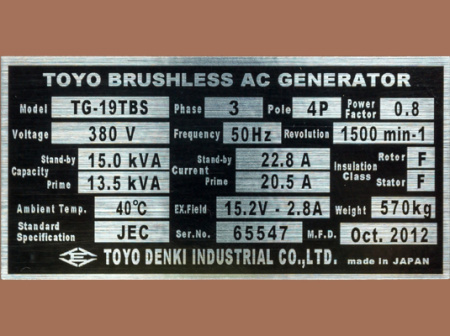 TOYO BRUSHLESS AC GENERATOR
Model TG-19TBS Phase 3 Pole 4P Power Factor 0.8
Voltage 380 V Frequency 50Hz Revolution 1500 min-1
Capacity Stand-by 15.0 kVA Current Stand-by 22.8 A Insulation Class Roter F
Prime 13.5 kVA Prime 20.5 A Stator F
Ambient Temp. 40°C EX.Field 15.2V - 2.8A Weight 570kg
Standard Specification JEC Ser.No. 65547 M.F.D. Oct. 2012
TOYO DENKI INDUSTRIAL CO.,LTD. made in JAPAN